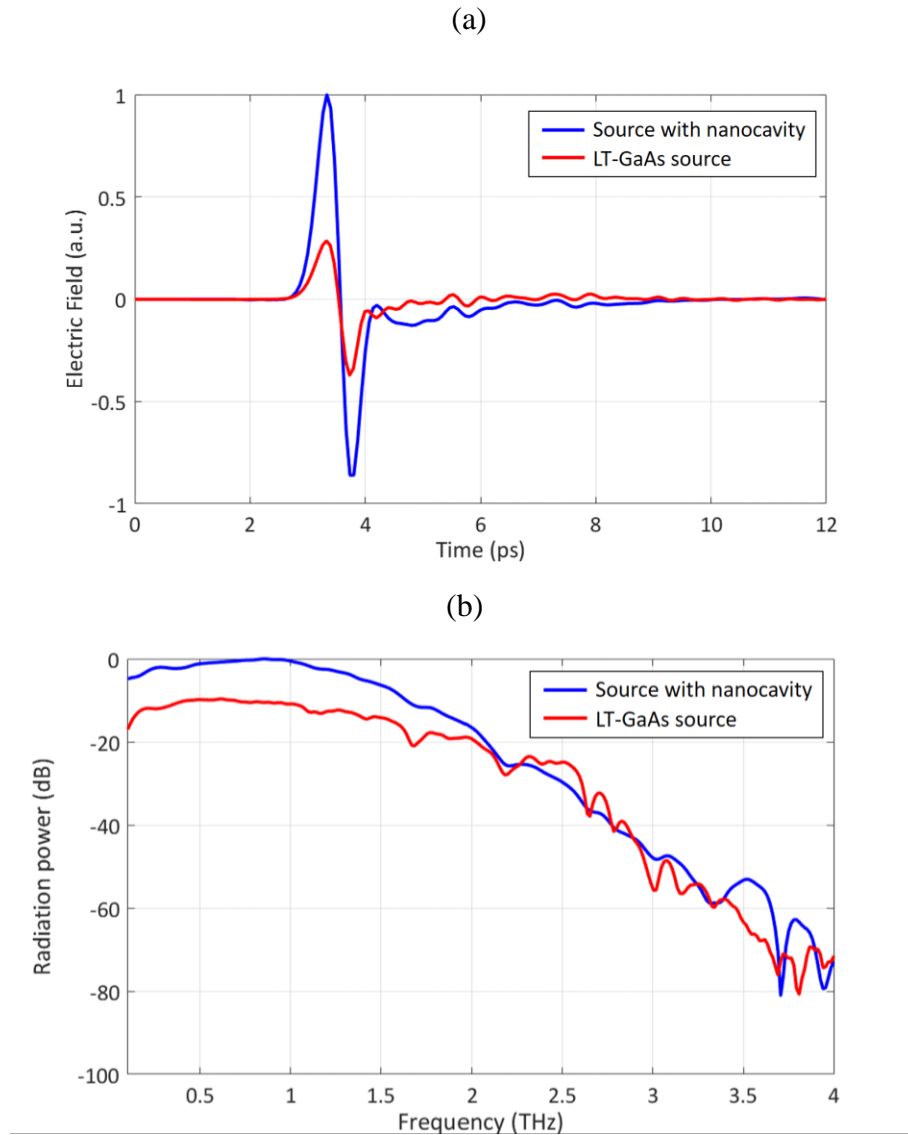 (a)
1
0.5
0
-0.5
-1
Electric Field (a.u.)
Source with nanocavity
LT-GaAs source
0 2 4 6 8 10 12
Time (ps)
(b)
0
-20
-40
-60
-80
-100
Radiation power (dB)
Source with nanocavity
LT-GaAs source
0.5 1 1.5 2 2.5 3 3.5 4
Frequency (THz)